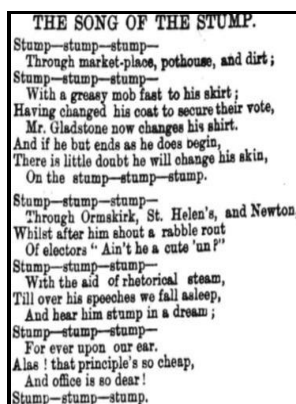 THE SONG OF THE STUMP.
Stump—stump—stump—
Through market-place, pothouse, and dirt;
Stump—stump—stump—
With a greasy mob fast to his skirt;
Having changed his coat to secure their vote,
Mr. Gladstone now changes his shirt.
And if he but ends as he does begin,
There is little doubt he will change his skin,
On the stump—stump—stump.
Stump—stump—stump—
Through Ormskirk, St. Helen's, and Newton,
Whilst after him shout a rabble rout
Of electors "Ain't he a cute 'un?"
Stump—stump—stump—
With the aid of rhetorical steam,
Till over his speeches we fall asleep,
And hear him stump in a dream;
Stump—stump—stump—
For ever upon our ear.
Alas! that principle's so cheap,
And office is so dear!
Stump—stump—stump.